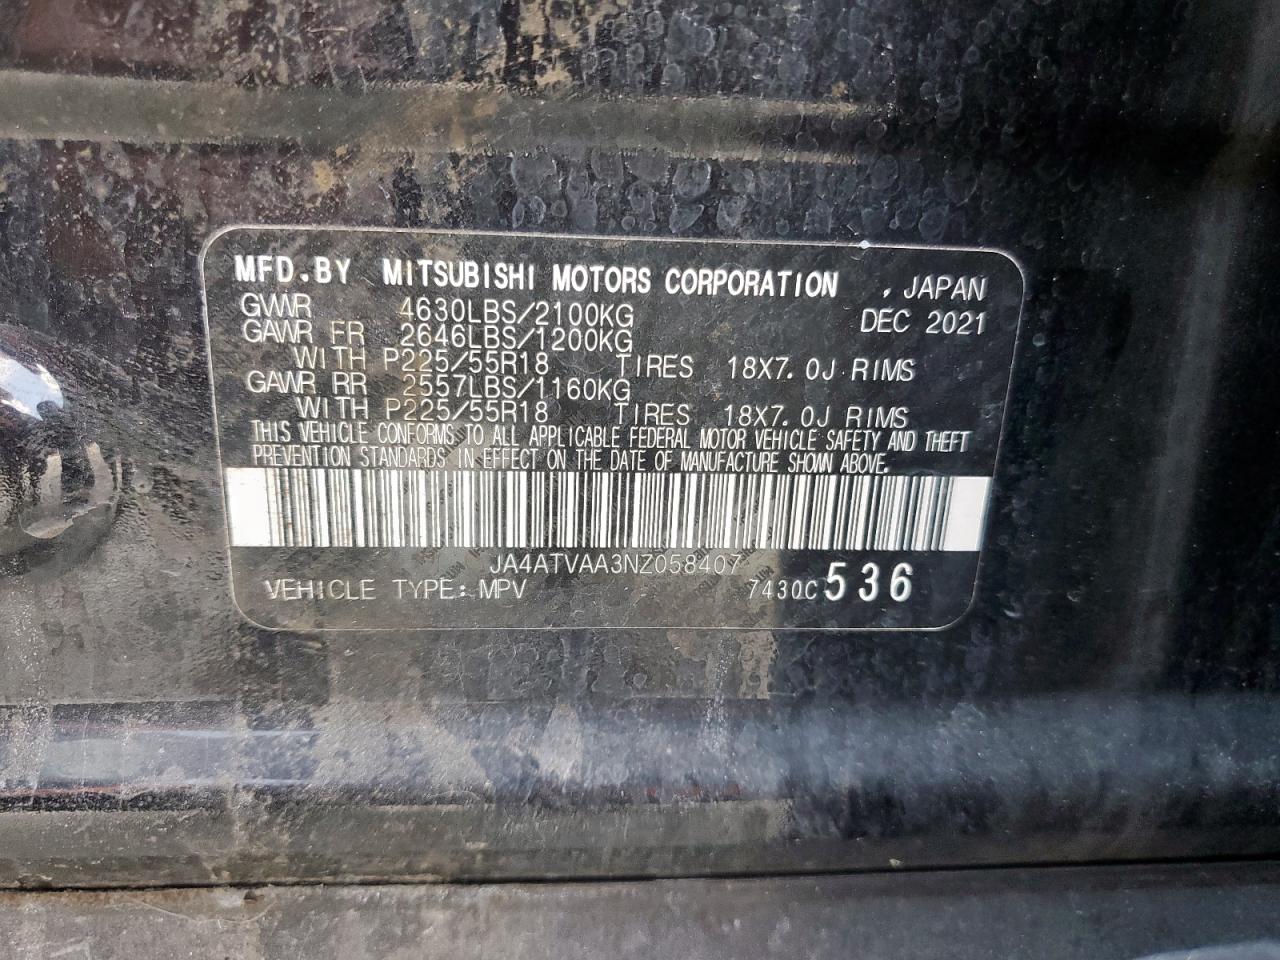 MFD.BY MITSUBISHI MOTORS CORPORATION , JAPAN
GVWR 4630LBS/2100KG DEC 2021
GAWR FR 2646LBS/1200KG
WITH P225/55R18 TIRES 18X7.0J RIMS
GAWR RR 2557LBS/1160KG
WITH P225/55R18 TIRES 18X7.0J RIMS
THIS VEHICLE CONFORMS TO ALL APPLICABLE FEDERAL MOTOR VEHICLE SAFETY AND THEFT
PREVENTION STANDARDS IN EFFECT ON THE DATE OF MANUFACTURE SHOWN ABOVE.
JA4ATVAA3NZ058407
VEHICLE TYPE: MPV 7430C 536